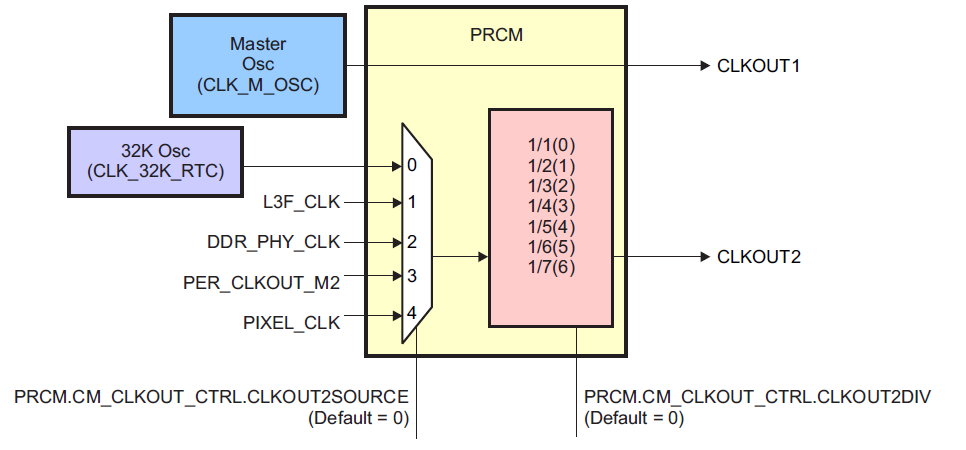 Master
Osc
(CLK_M_OSC)
PRCM
CLKOUT1
32K Osc
(CLK_32K_RTC)
0
L3F_CLK
1
DDR_PHY_CLK
2
PER_CLKOUT_M2
3
PIXEL_CLK
4
1/1(0)
1/2(1)
1/3(2)
1/4(3)
1/5(4)
1/6(5)
1/7(6)
CLKOUT2
PRCM.CM_CLKOUT_CTRL.CLKOUT2SOURCE
(Default = 0)
PRCM.CM_CLKOUT_CTRL.CLKOUT2DIV
(Default = 0)